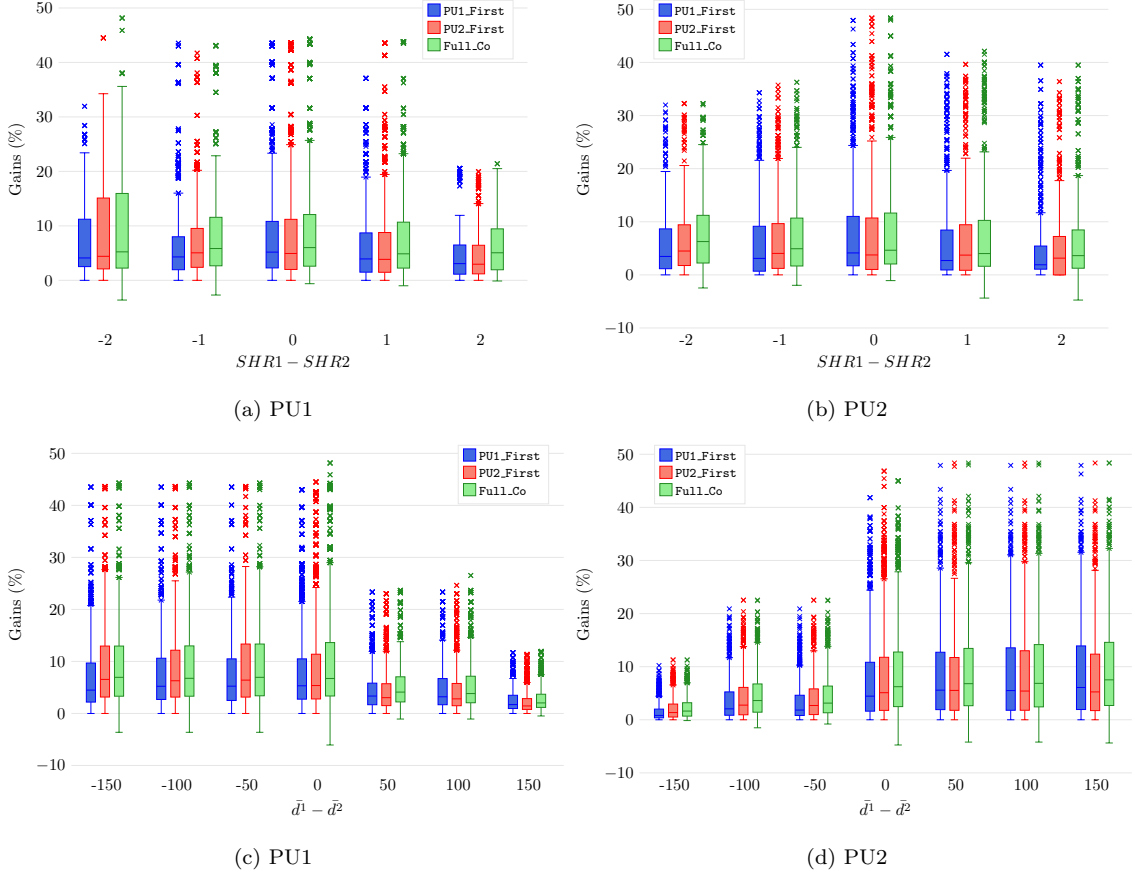 50
40
30
20
10
0
Gains (%)
-2 -1 0 1 2
SHR1 − SHR2
PU1_First
PU2_First
Full_Co
(a) PU1
50
40
30
20
10
0
−10
Gains (%)
-2 -1 0 1 2
SHR1 − SHR2
PU1_First
PU2_First
Full_Co
(b) PU2
50
40
30
20
10
0
−10
Gains (%)
-150 -100 -50 0 50 100 150
d̄¹ − d̄²
PU1_First
PU2_First
Full_Co
(c) PU1
50
40
30
20
10
0
−10
Gains (%)
-150 -100 -50 0 50 100 150
d̄¹ − d̄²
PU1_First
PU2_First
Full_Co
(d) PU2